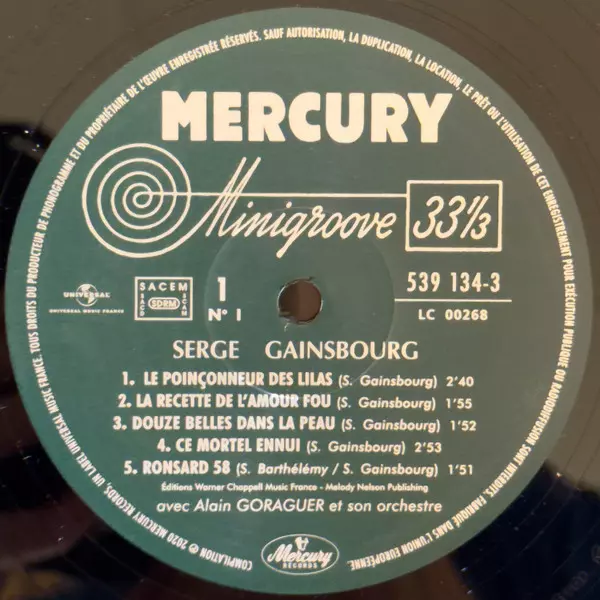 TOUS DROITS DU PRODUCTEUR DE PHONOGRAMME ET DU PROPRIÉTAIRE DE L'ŒUVRE ENREGISTRÉE RÉSERVÉS. SAUF AUTORISATION, LA DUPLICATION, LA LOCATION, LE PRÊT OU L'UTILISATION DE CET ENREGISTREMENT POUR EXÉCUTION PUBLIQUE OU RADIODIFFUSION SONT INTERDITS. FABRIQUÉ DANS L'UNION EUROPÉENNE.
MERCURY
Minigroove 33⅓
UNIVERSAL
UNIVERSAL MUSIC FRANCE
SACEM
SACD
SDRM
SCAM
1
N° 1
539 134-3
LC 00268
SERGE GAINSBOURG
1. LE POINÇONNEUR DES LILAS (S. Gainsbourg) 2'40
2. LA RECETTE DE L'AMOUR FOU (S. Gainsbourg) 1'55
3. DOUZE BELLES DANS LA PEAU (S. Gainsbourg) 1'52
4. CE MORTEL ENNUI (S. Gainsbourg) 2'53
5. RONSARD 58 (S. Barthélémy / S. Gainsbourg) 1'51
Éditions Warner Chappell Music France - Melody Nelson Publishing
avec Alain GORAGUER et son orchestre
Mercury
RECORDS
COMPILATION ℗ 2020 MERCURY RECORDS, UN LABEL UNIVERSAL MUSIC FRANCE.